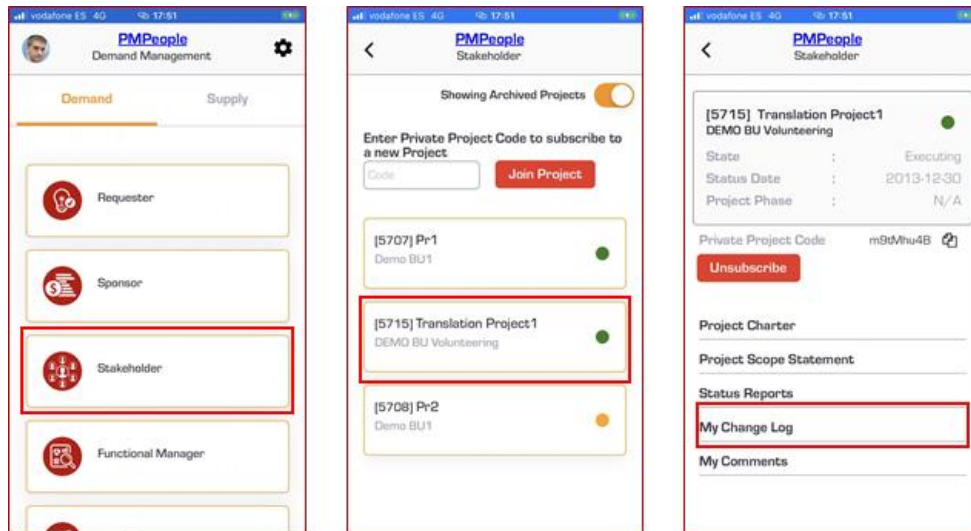 vodafone ES 4G 17:51
PMPeople
Demand Management
Demand Supply
Requester
Sponsor
Stakeholder
Functional Manager
vodafone ES 4G 17:51
PMPeople
Stakeholder
Showing Archived Projects
Enter Private Project Code to subscribe to
a new Project
Code
Join Project
[5707] Pr1
Demo BU1
[5715] Translation Project1
DEMO BU Volunteering
[5708] Pr2
Demo BU1
vodafone ES 4G 17:51
PMPeople
Stakeholder
[5715] Translation Project1
DEMO BU Volunteering
State : Executing
Status Date : 2013-12-30
Project Phase : N/A
Private Project Code m9tMhu4B
Unsubscribe
Project Charter
Project Scope Statement
Status Reports
My Change Log
My Comments